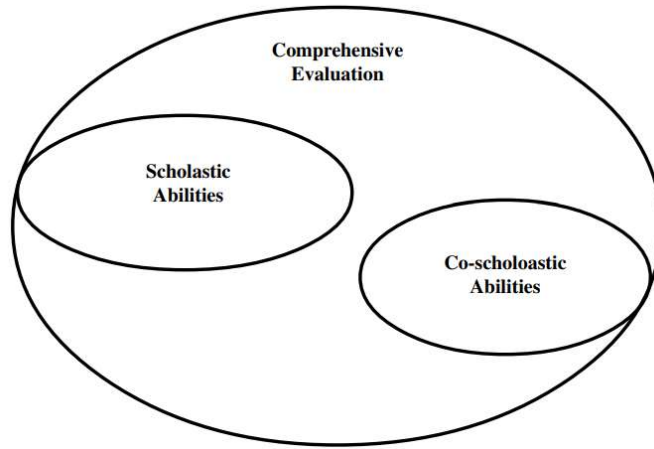 Comprehensive
Evaluation
Scholastic
Abilities
Co-scholoastic
Abilities